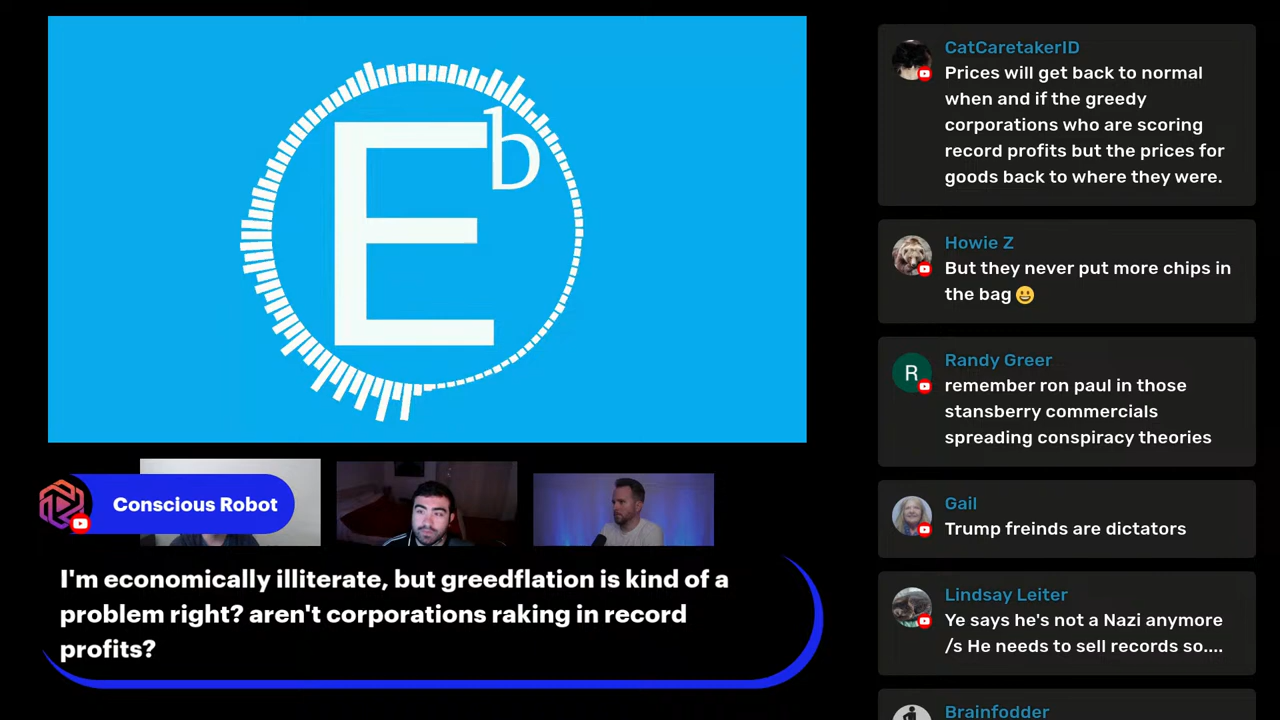 Eb
Conscious Robot
I'm economically illiterate, but greedflation is kind of a
problem right? aren't corporations raking in record
profits?
CatCaretakerID
Prices will get back to normal
when and if the greedy
corporations who are scoring
record profits but the prices for
goods back to where they were.
Howie Z
But they never put more chips in
the bag 😀
R
Randy Greer
remember ron paul in those
stansberry commercials
spreading conspiracy theories
Gail
Trump freinds are dictators
Lindsay Leiter
Ye says he's not a Nazi anymore
/s He needs to sell records so....
Brainfodder